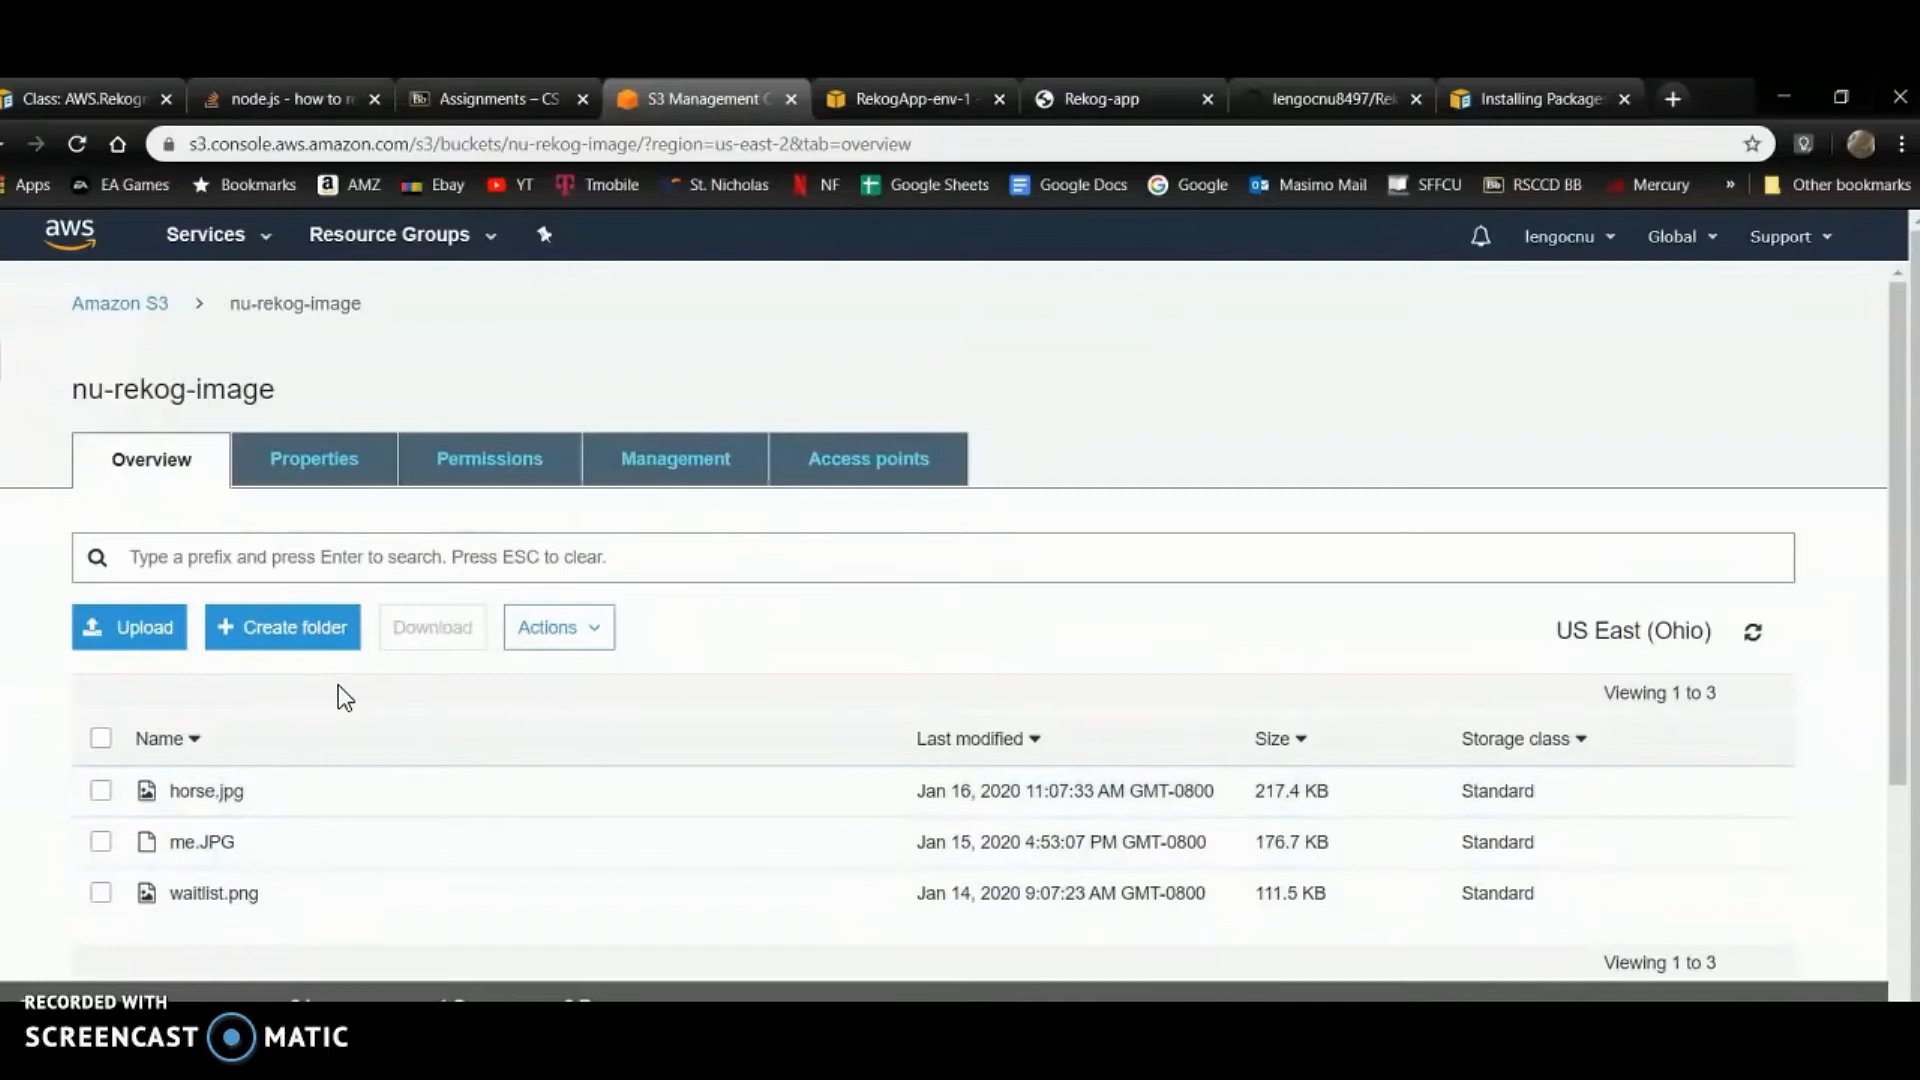 Class: AWS.Rekogn
node.js - how to r
Assignments – CS
S3 Management C
RekogApp-env-1 -
Rekog-app
lengocnu8497/Rek
Installing Package
s3.console.aws.amazon.com/s3/buckets/nu-rekog-image/?region=us-east-2&tab=overview
Apps
EA Games
Bookmarks
AMZ
Ebay
YT
Tmobile
St. Nicholas
NF
Google Sheets
Google Docs
Google
Masimo Mail
SFFCU
RSCCD BB
Mercury
»
Other bookmarks
aws
Services
Resource Groups
lengocnu
Global
Support
Amazon S3 > nu-rekog-image
nu-rekog-image
Overview
Properties
Permissions
Management
Access points
Type a prefix and press Enter to search. Press ESC to clear.
Upload
+ Create folder
Download
Actions
US East (Ohio)
Viewing 1 to 3
Name
Last modified
Size
Storage class
horse.jpg
Jan 16, 2020 11:07:33 AM GMT-0800
217.4 KB
Standard
me.JPG
Jan 15, 2020 4:53:07 PM GMT-0800
176.7 KB
Standard
waitlist.png
Jan 14, 2020 9:07:23 AM GMT-0800
111.5 KB
Standard
Viewing 1 to 3
RECORDED WITH
SCREENCAST MATIC